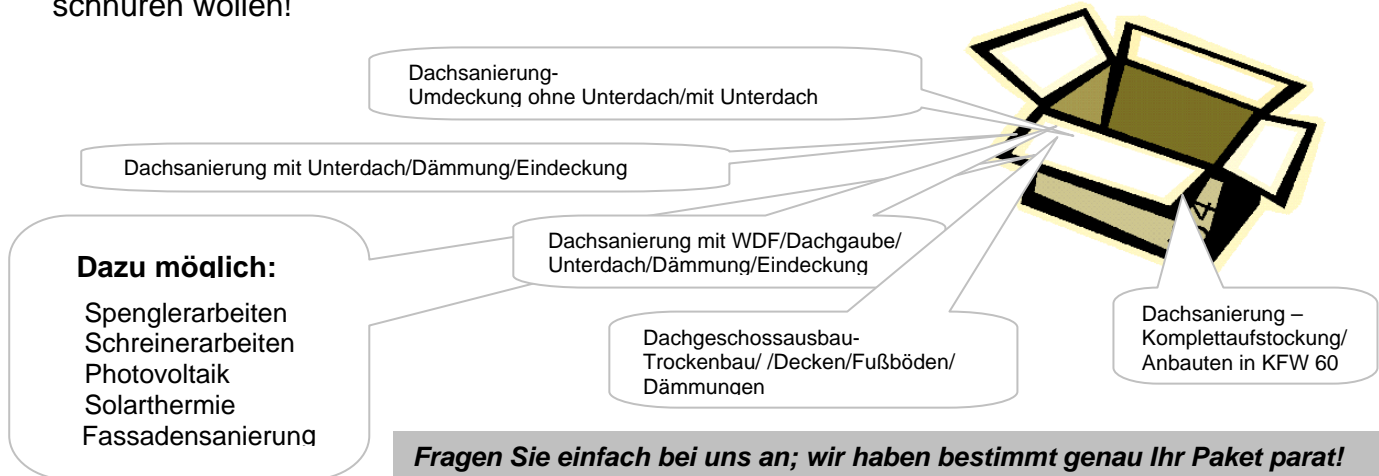 schnüren wollen!
Dachsanierung-
Umdeckung ohne Unterdach/mit Unterdach
Dachsanierung mit Unterdach/Dämmung/Eindeckung
Dachsanierung mit WDF/Dachgaube/
Unterdach/Dämmung/Eindeckung
Dazu möglich:
Spenglerarbeiten
Schreinerarbeiten
Photovoltaik
Solarthermie
Fassadensanierung
Dachgeschossausbau-
Trockenbau/ /Decken/Fußböden/
Dämmungen
Dachsanierung –
Komplettaufstockung/
Anbauten in KFW 60
Fragen Sie einfach bei uns an; wir haben bestimmt genau Ihr Paket parat!